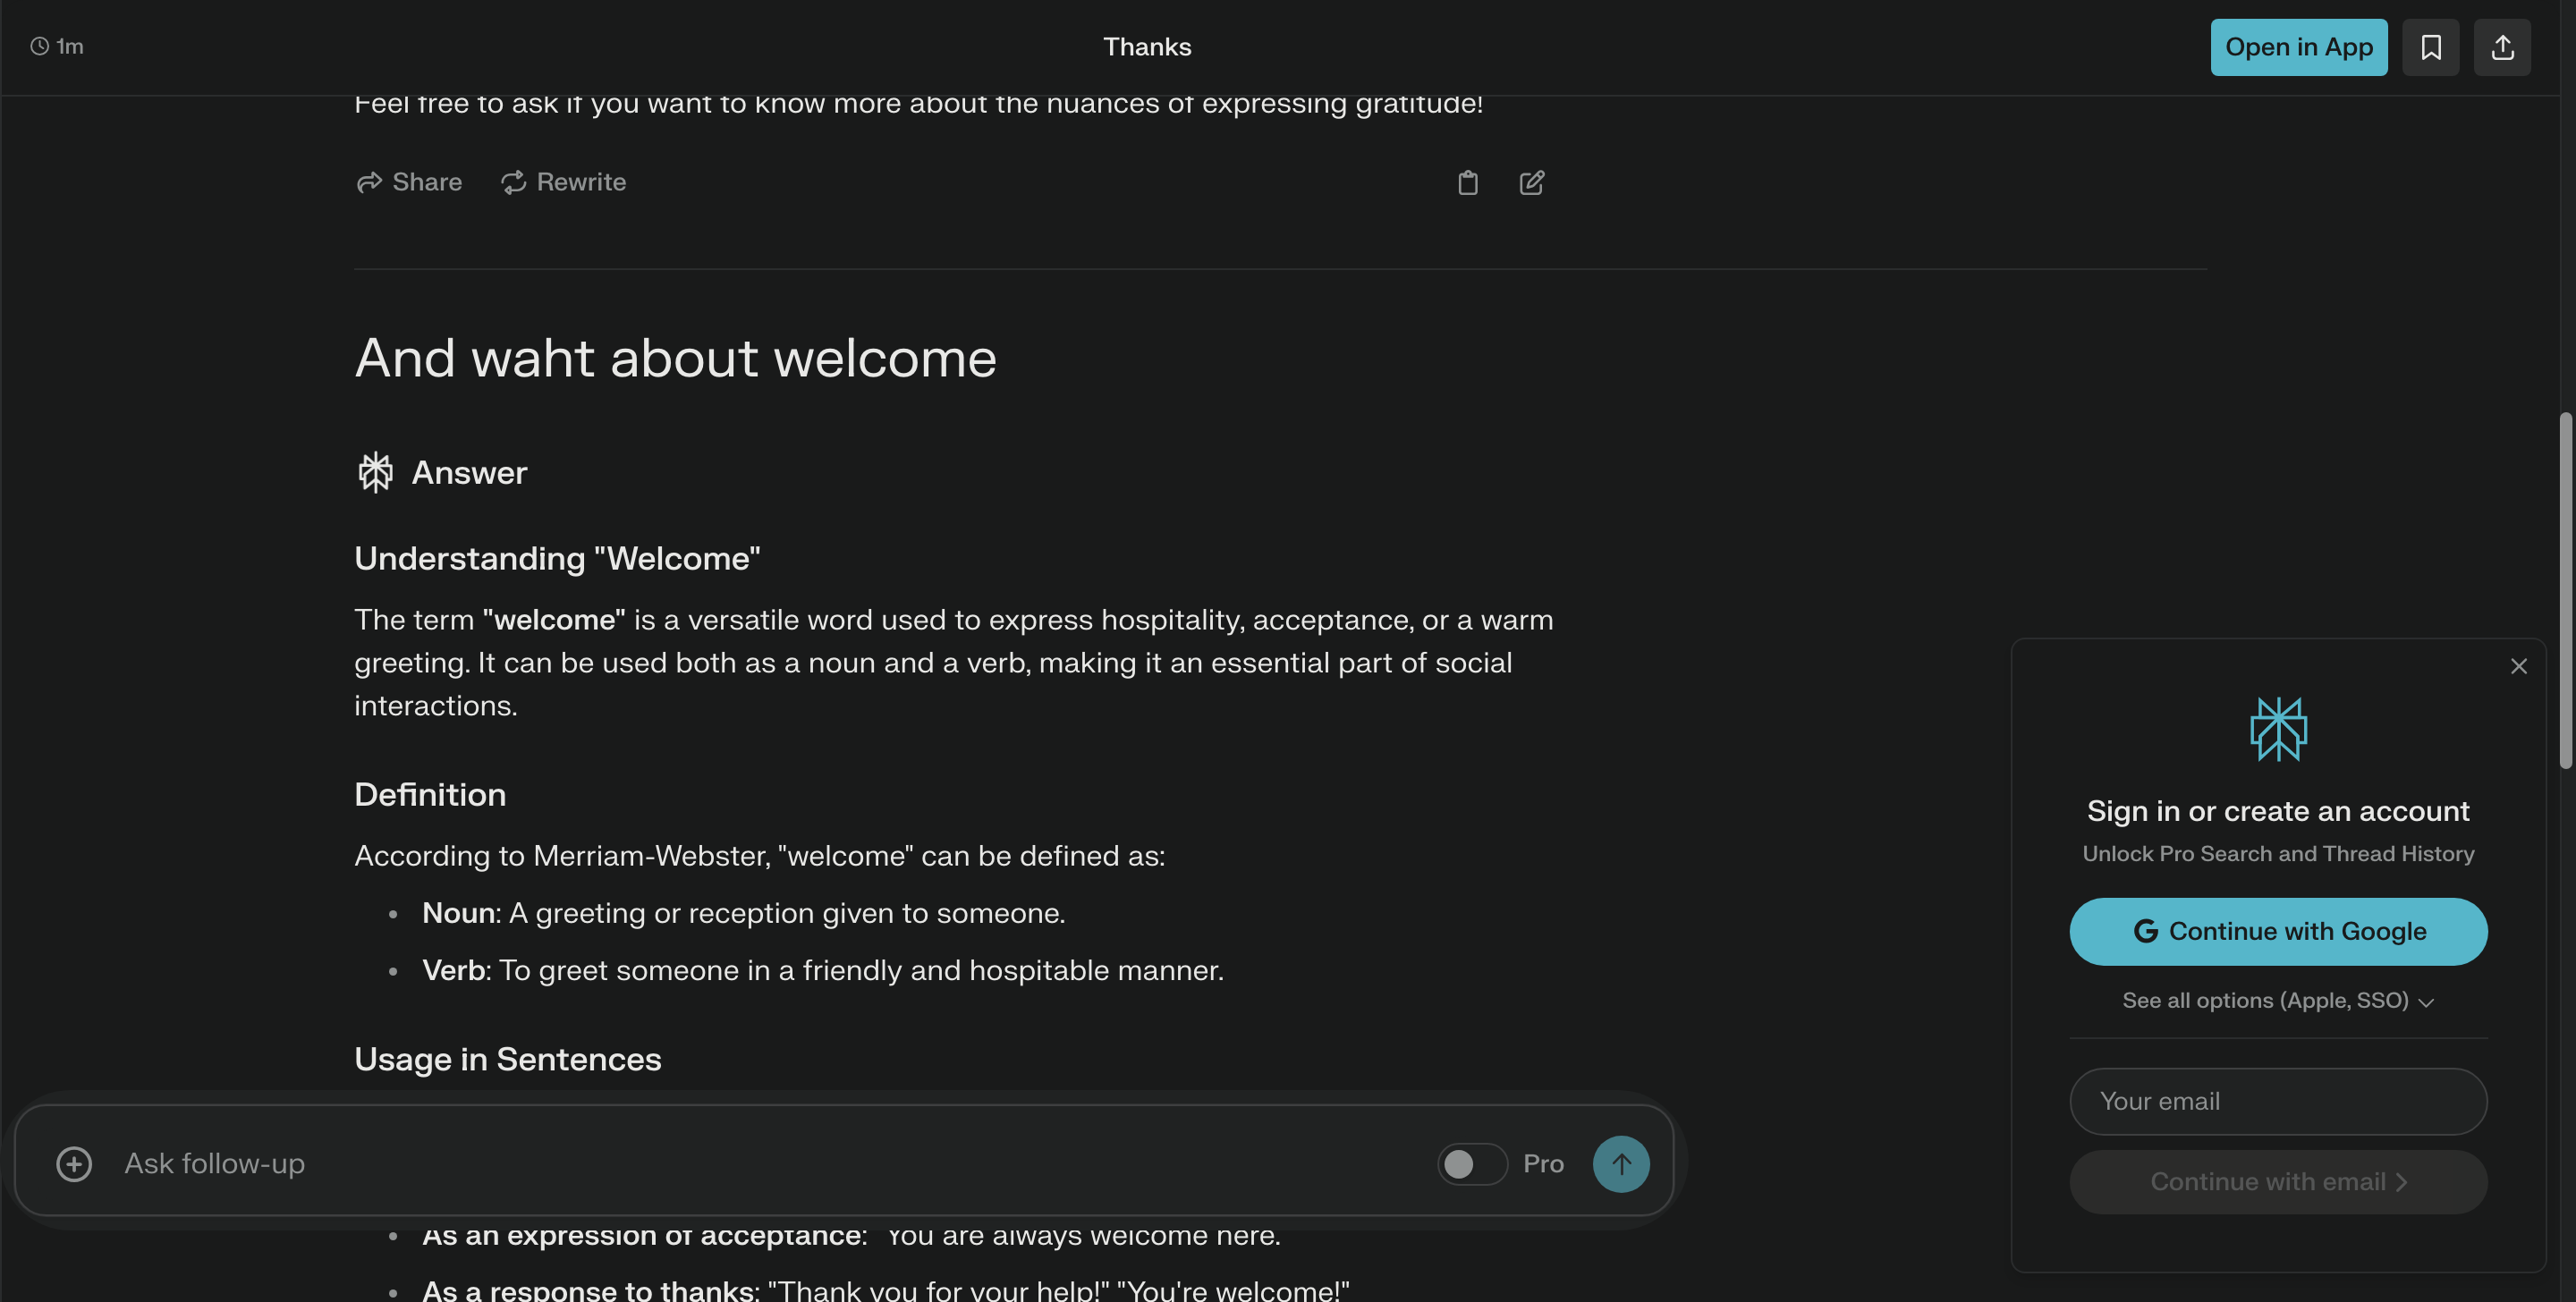 1m
Thanks
Open in App
Feel free to ask if you want to know more about the nuances of expressing gratitude!
Share
Rewrite
And waht about welcome
Answer
Understanding "Welcome"
The term "welcome" is a versatile word used to express hospitality, acceptance, or a warm
greeting. It can be used both as a noun and a verb, making it an essential part of social
interactions.
Definition
According to Merriam-Webster, "welcome" can be defined as:
• Noun: A greeting or reception given to someone.
• Verb: To greet someone in a friendly and hospitable manner.
Usage in Sentences
Ask follow-up
Pro
• As an expression of acceptance: "You are always welcome here."
• As a response to thanks: "Thank you for your help!" "You're welcome!"
Sign in or create an account
Unlock Pro Search and Thread History
Continue with Google
See all options (Apple, SSO)
Your email
Continue with email